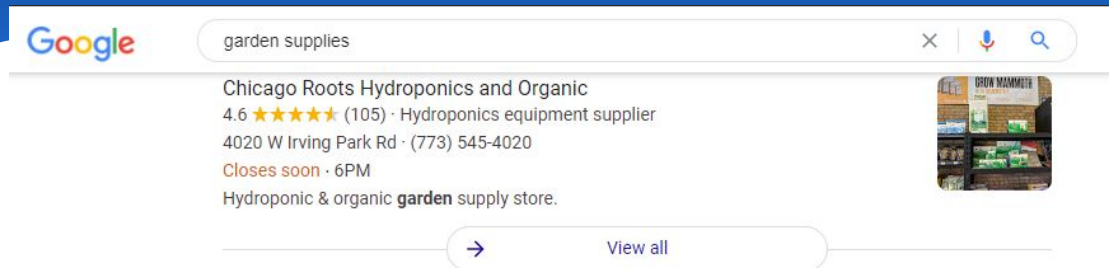 Google
garden supplies
Chicago Roots Hydroponics and Organic
4.6 ★★★★★ (105) · Hydroponics equipment supplier
4020 W Irving Park Rd · (773) 545-4020
Closes soon · 6PM
Hydroponic & organic garden supply store.
GROW MAMMOTH
→ View all